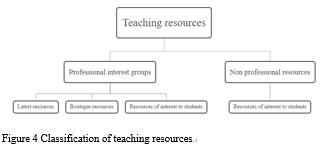 Teaching resources
Professional interest groups
Non professional resources
Latest resources
Boutique resources
Resources of interest to students
Resources of interest to students
Figure 4 Classification of teaching resources.